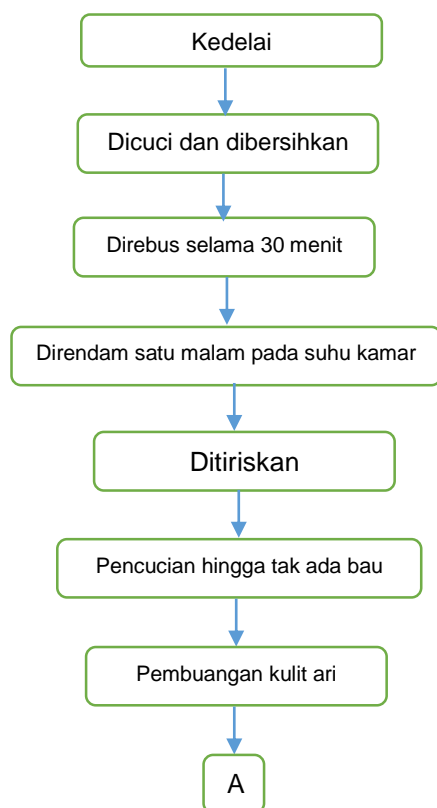 Kedelai
Dicuci dan dibersihkan
Direbus selama 30 menit
Direndam satu malam pada suhu kamar
Ditiriskan
Pencucian hingga tak ada bau
Pembuangan kulit ari
A